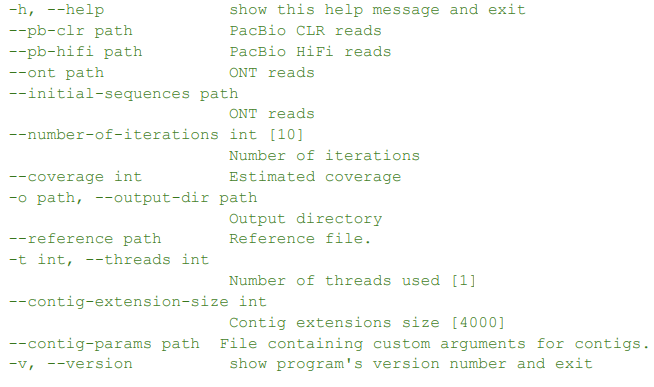 -h, --help            show this help message and exit
--pb-clr path         PacBio CLR reads
--pb-hifi path        PacBio HiFi reads
--ont path            ONT reads
--initial-sequences path
                      ONT reads
--number-of-iterations int [10]
                      Number of iterations
--coverage int        Estimated coverage
-o path, --output-dir path
                      Output directory
--reference path      Reference file.
-t int, --threads int
                      Number of threads used [1]
--contig-extension-size int
                      Contig extensions size [4000]
--contig-params path  File containing custom arguments for contigs.
-v, --version         show program's version number and exit